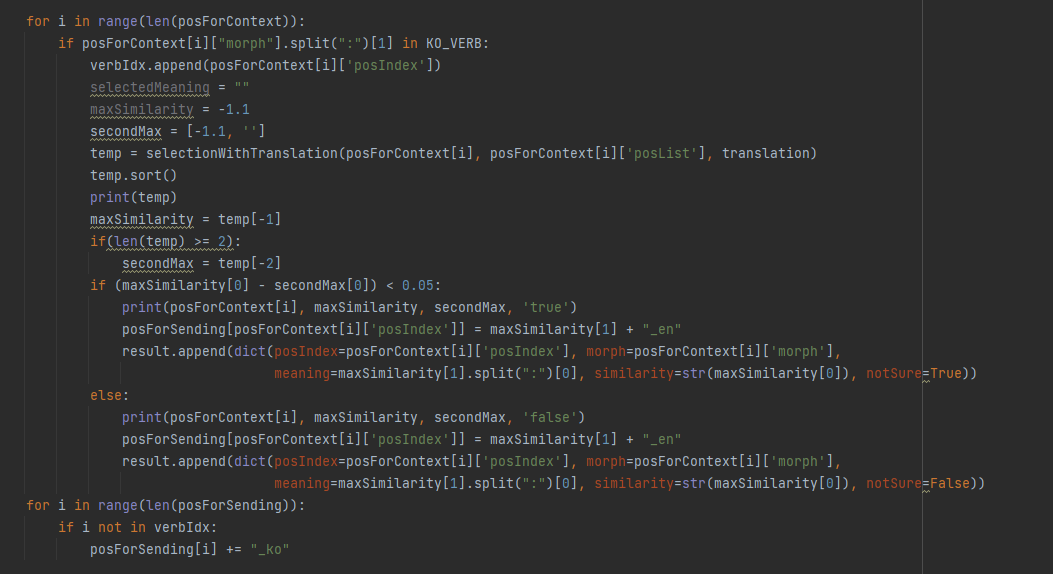 for i in range(len(posForContext)):
    if posForContext[i]["morph"].split(":")[1] in KO_VERB:
        verbIdx.append(posForContext[i]['posIndex'])
        selectedMeaning = ""
        maxSimilarity = -1.1
        secondMax = [-1.1, '']
        temp = selectionWithTranslation(posForContext[i], posForContext[i]['posList'], translation)
        temp.sort()
        print(temp)
        maxSimilarity = temp[-1]
        if(len(temp) >= 2):
            secondMax = temp[-2]
        if (maxSimilarity[0] - secondMax[0]) < 0.05:
            print(posForContext[i], maxSimilarity, secondMax, 'true')
            posForSending[posForContext[i]['posIndex']] = maxSimilarity[1] + "_en"
            result.append(dict(posIndex=posForContext[i]['posIndex'], morph=posForContext[i]['morph'],
                               meaning=maxSimilarity[1].split(":")[0], similarity=str(maxSimilarity[0]), notSure=True))
        else:
            print(posForContext[i], maxSimilarity, secondMax, 'false')
            posForSending[posForContext[i]['posIndex']] = maxSimilarity[1] + "_en"
            result.append(dict(posIndex=posForContext[i]['posIndex'], morph=posForContext[i]['morph'],
                               meaning=maxSimilarity[1].split(":")[0], similarity=str(maxSimilarity[0]), notSure=False))
for i in range(len(posForSending)):
    if i not in verbIdx:
        posForSending[i] += "_ko"